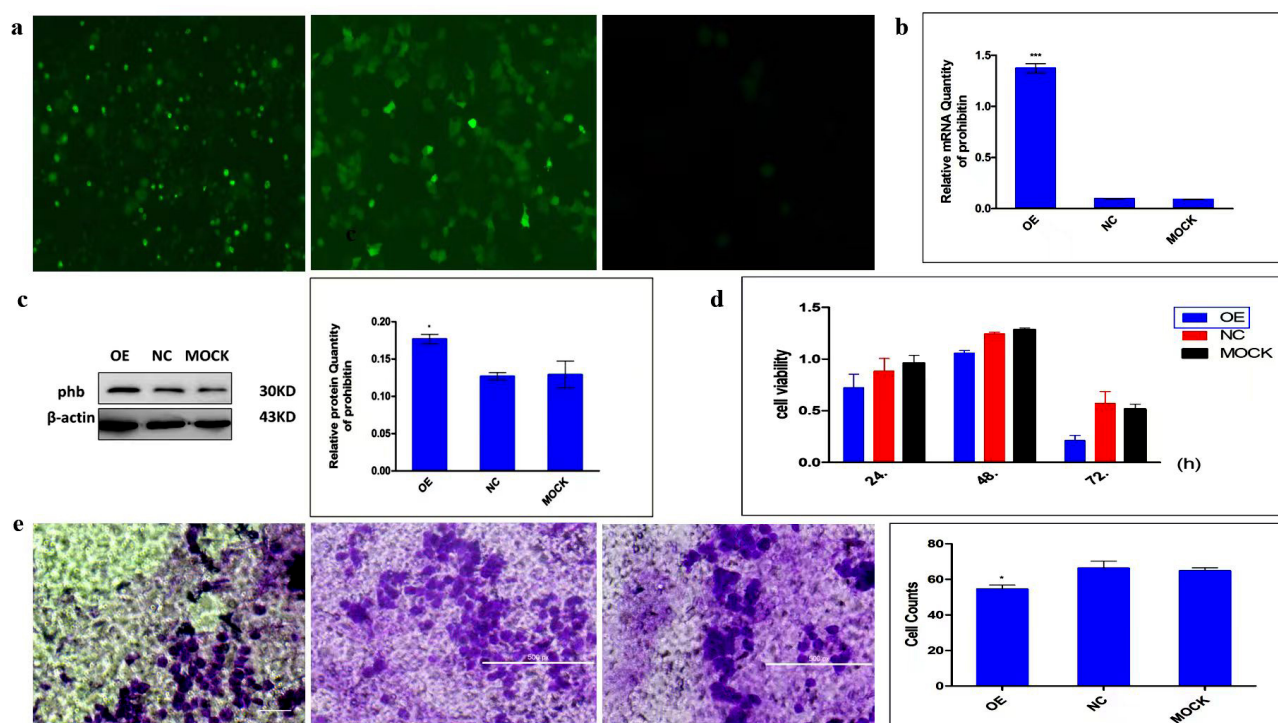 a
c
b
Relative mRNA Quantity
of prohibitin
1.5
1.0
0.5
0.0
***
OE
NC
MOCK
c
OE NC MOCK
phb
30KD
β-actin
43KD
Relative protein Quantity
of prohibitin
0.20
0.15
0.10
0.05
0.00
*
OE
NC
MOCK
d
cell viability
1.5
1.0
0.5
0.0
OE
NC
MOCK
24.
48.
72.
(h)
e
Cell Counts
80
60
40
20
0
*
OE
NC
MOCK